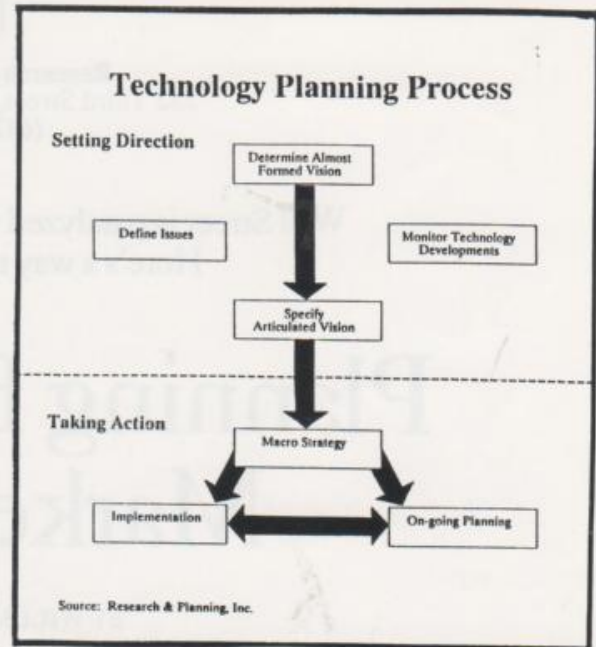 Technology Planning Process
Setting Direction
Determine Almost
Formed Vision
Define Issues
Monitor Technology
Developments
Specify
Articulated Vision
Taking Action
Macro Strategy
Implementation
On-going Planning
Source: Research & Planning, Inc.